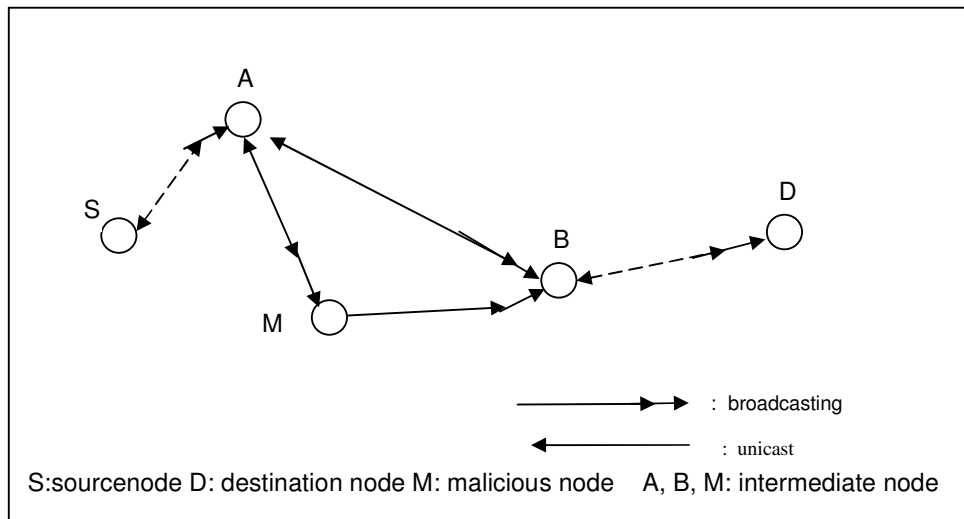 A
S
D
B
M
: broadcasting
: unicast
S:sourcenode D: destination node M: malicious node A, B, M: intermediate node